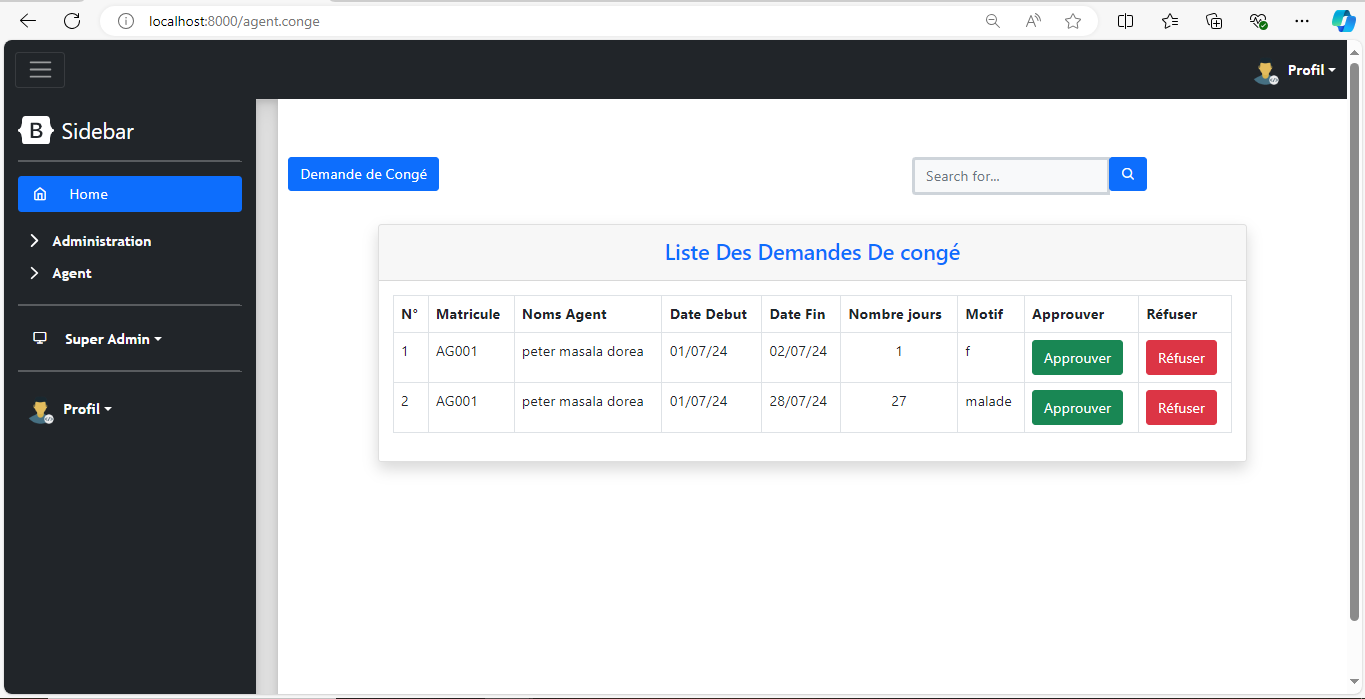 localhost:8000/agent.conge
Profil
B Sidebar
Home
Administration
Agent
Super Admin
Profil
Demande de Congé
Search for...
Liste Des Demandes De congé
N° Matricule Noms Agent Date Debut Date Fin Nombre jours Motif Approuver Réfuser
1 AG001 peter masala dorea 01/07/24 02/07/24 1 f Approuver Réfuser
2 AG001 peter masala dorea 01/07/24 28/07/24 27 malade Approuver Réfuser